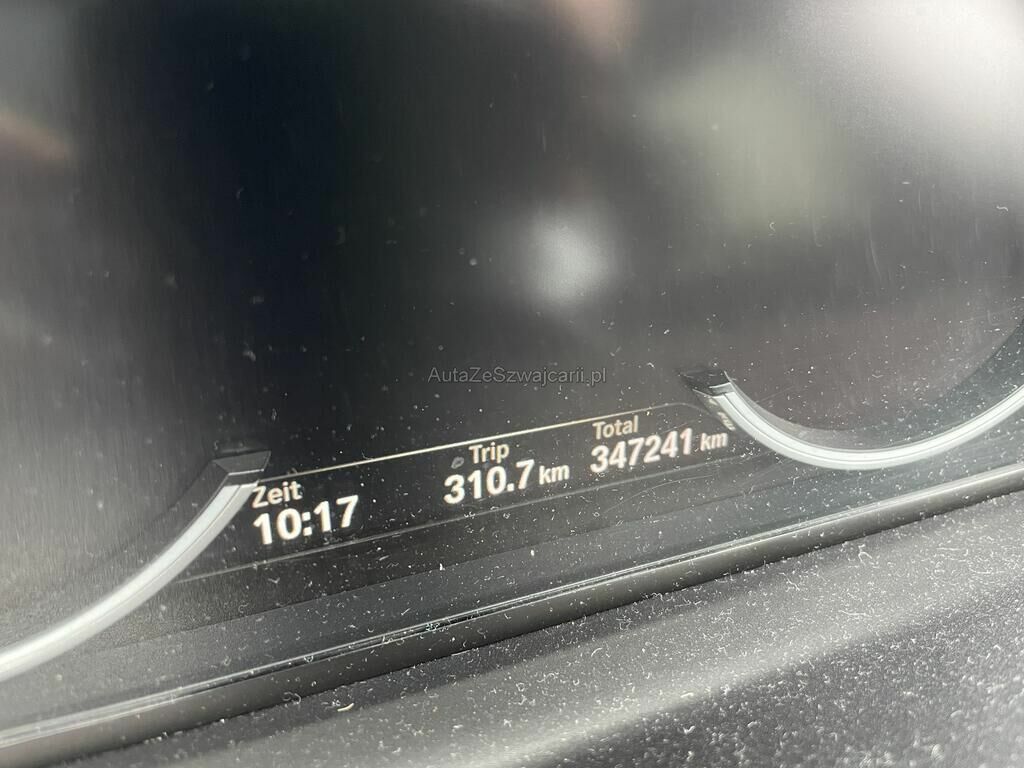 AutaZeSzwajcarii.pl
Zeit Trip Total
10:17 310.7 km 347241 km